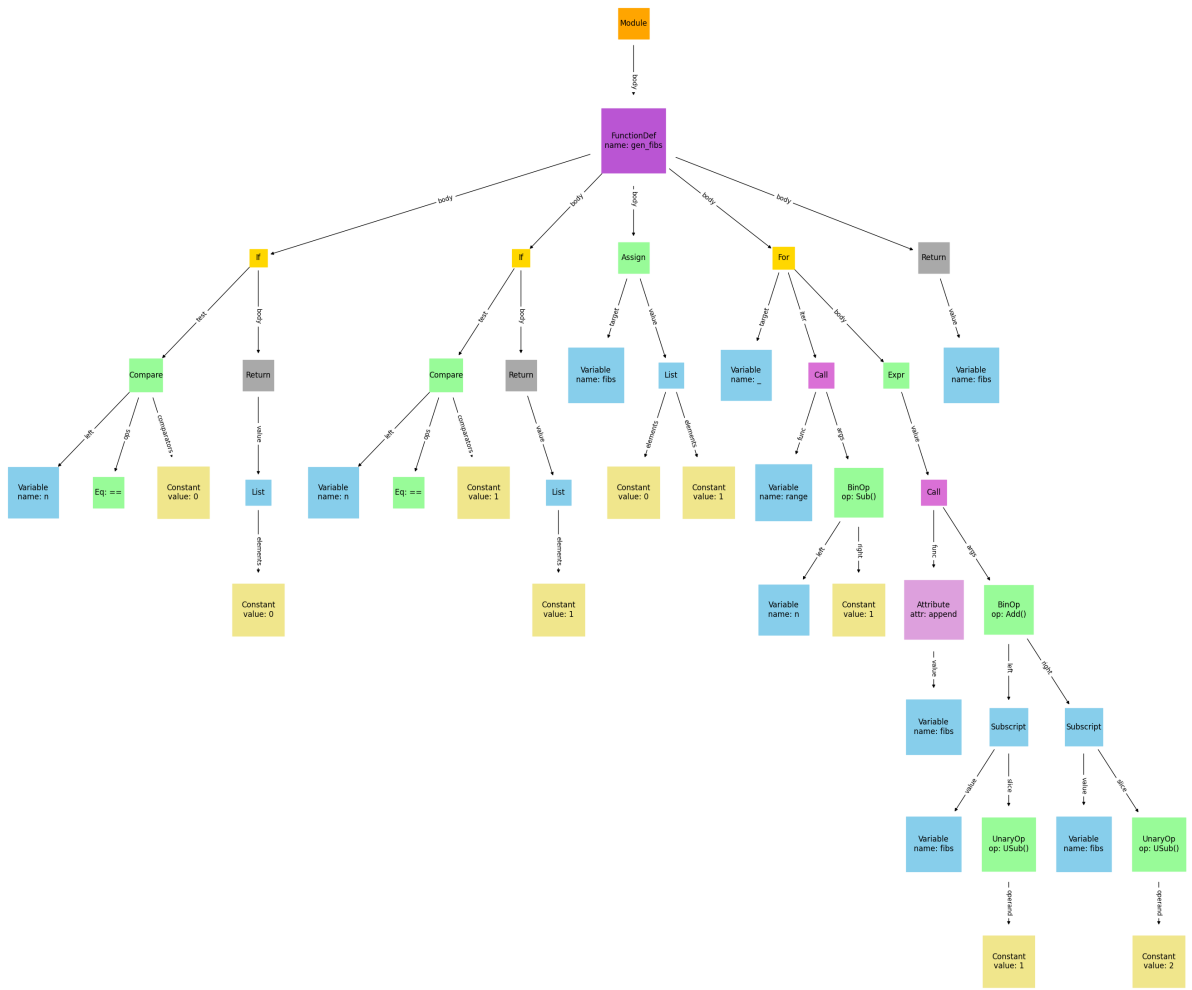 Module
body
FunctionDef
name: gen_fibs
body
body
body
body
body
If
If
Assign
For
Return
test
body
test
body
target
value
target
iter
body
value
Compare
Return
Compare
Return
Variable
name: fibs
List
Variable
name: _
Call
Expr
Variable
name: fibs
left
ops
comparators
value
left
ops
comparators
value
elements
elements
func
args
value
Variable
name: n
Eq: ==
Constant
value: 0
List
Variable
name: n
Eq: ==
Constant
value: 1
List
Constant
value: 0
Constant
value: 1
Variable
name: range
BinOp
op: Sub()
Call
elements
elements
left
right
func
args
Constant
value: 0
Constant
value: 1
Variable
name: n
Constant
value: 1
Attribute
attr: append
BinOp
op: Add()
value
left
right
Variable
name: fibs
Subscript
Subscript
value
slice
value
slice
Variable
name: fibs
UnaryOp
op: USub()
Variable
name: fibs
UnaryOp
op: USub()
operand
operand
Constant
value: 1
Constant
value: 2